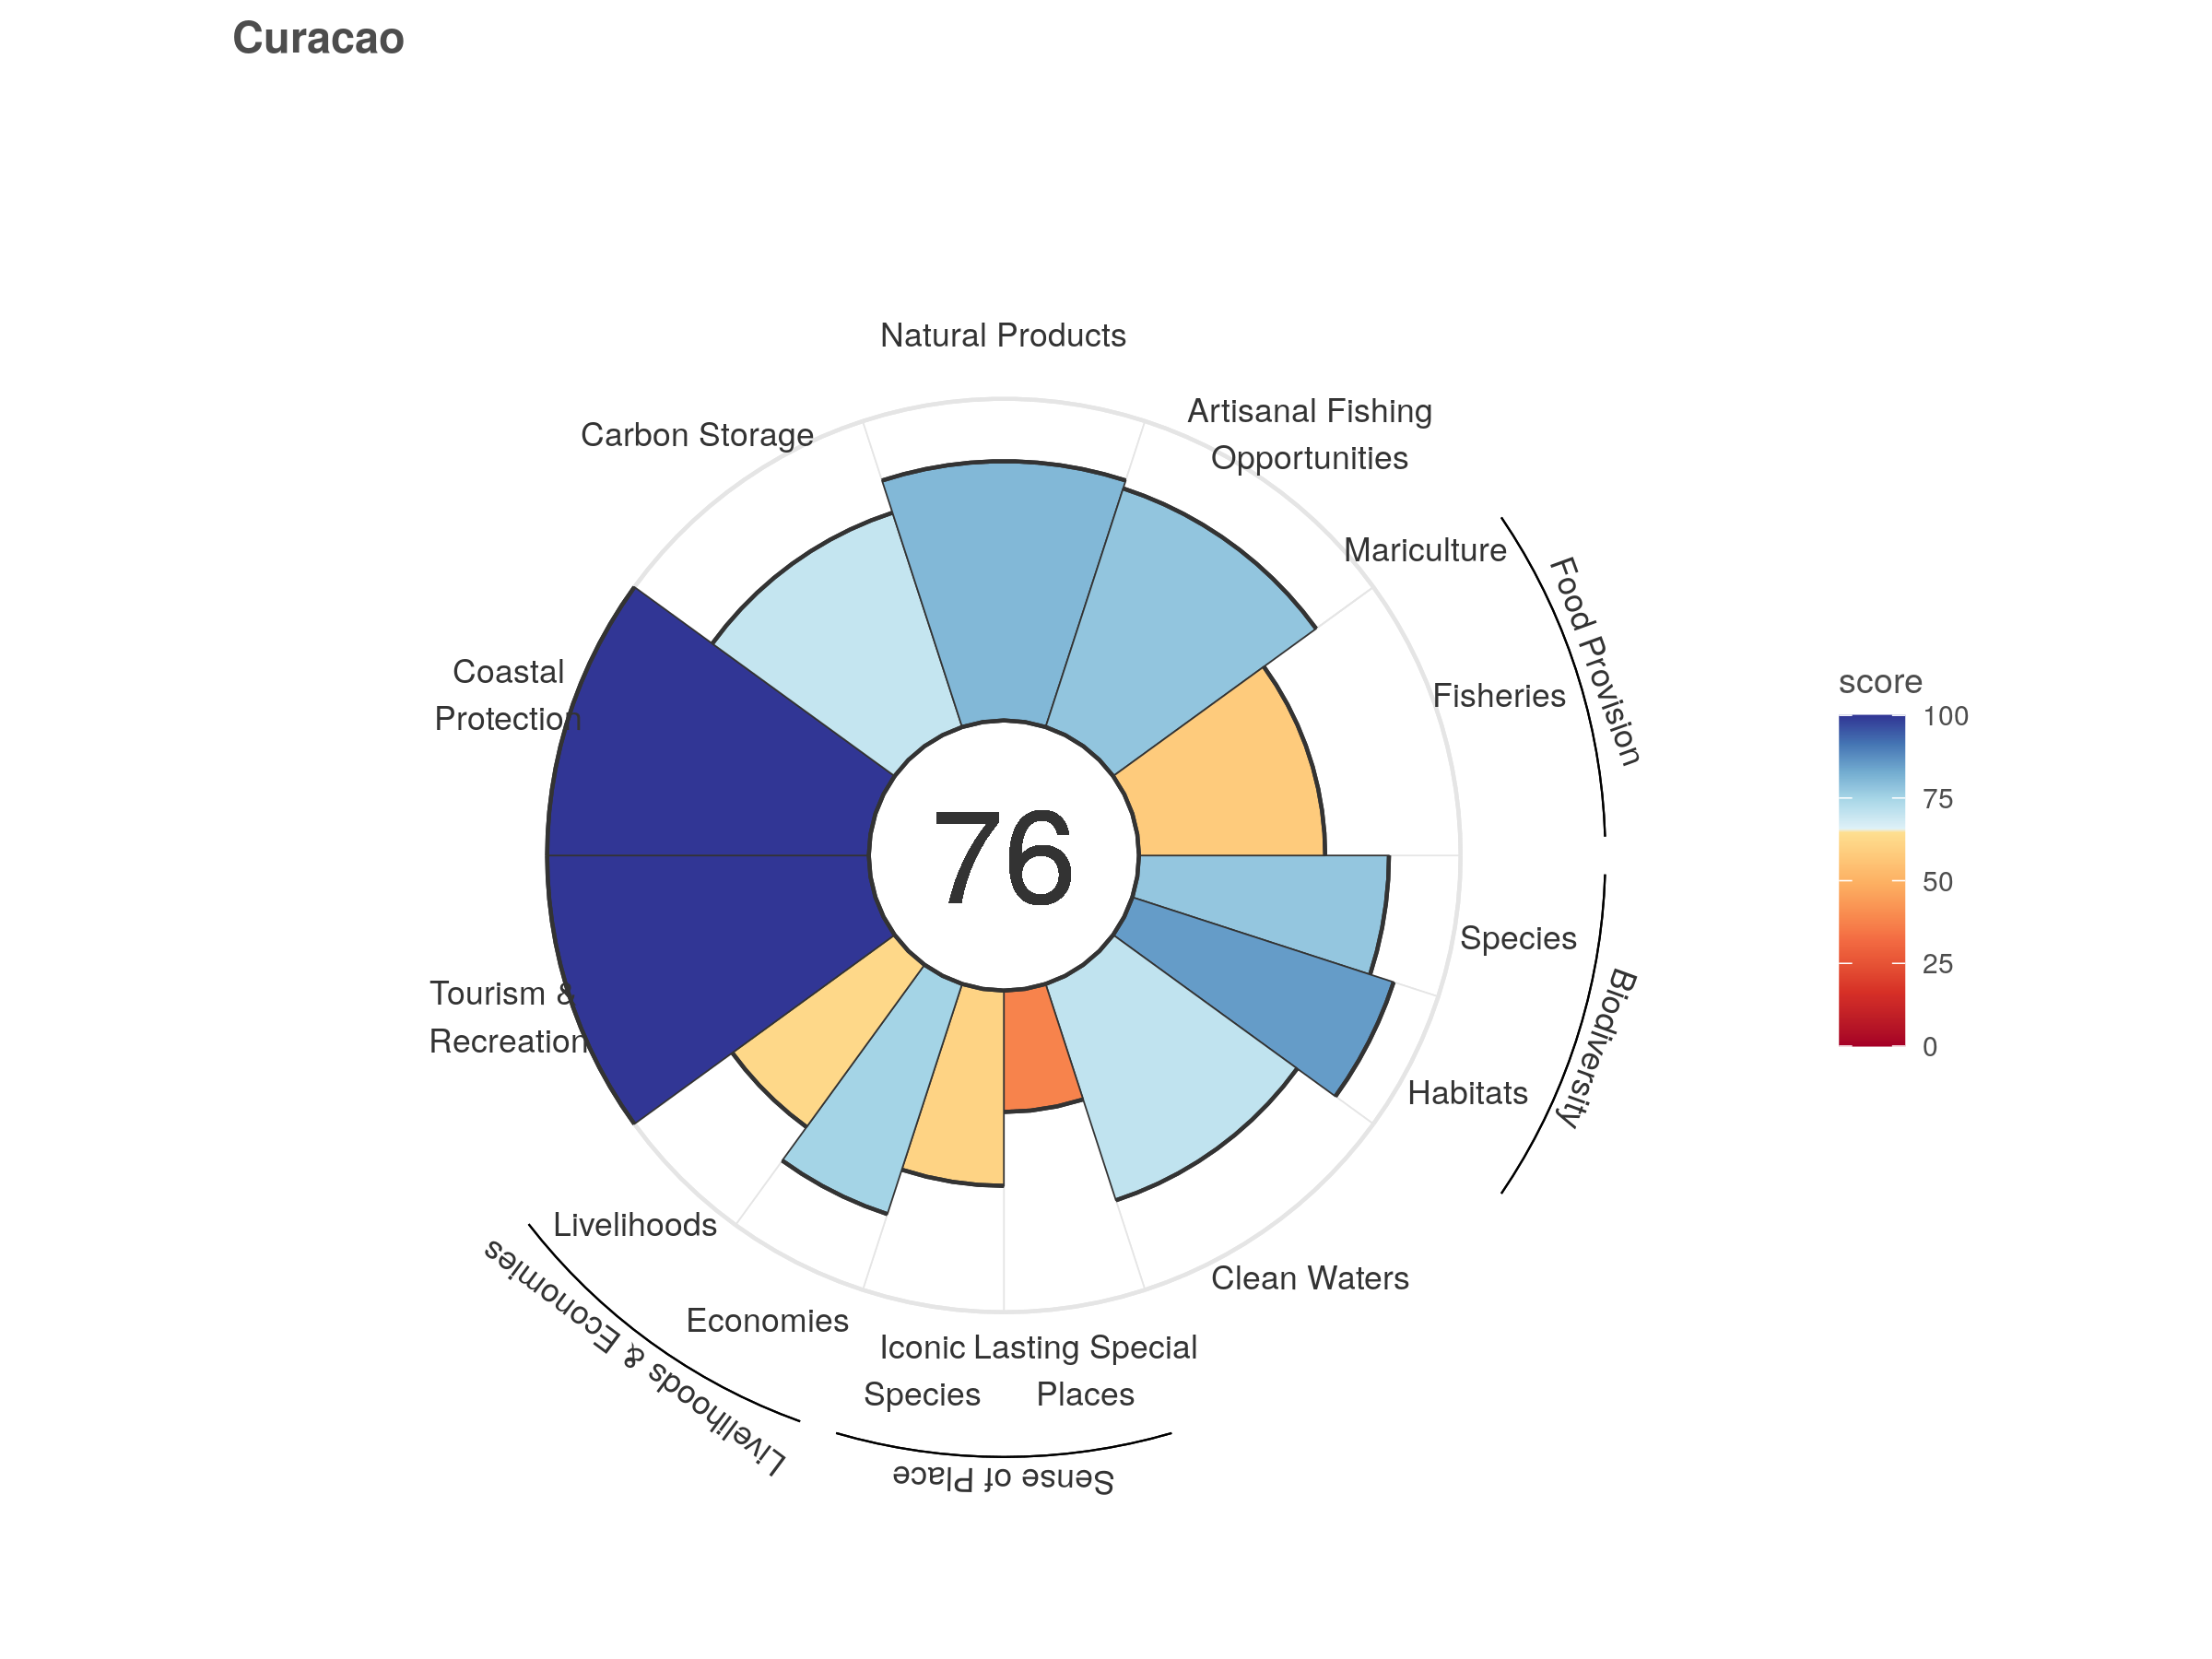 Curacao
Natural Products
Artisanal Fishing
Opportunities
Carbon Storage
Mariculture
Food Provision
Fisheries
Coastal
Protection
score
100
75
50
25
0
76
Species
Biodiversity
Tourism &
Recreation
Habitats
Livelihoods
Clean Waters
Economies
Livelihoods & Economies
Iconic
Species
Lasting Special
Places
Sense of Place